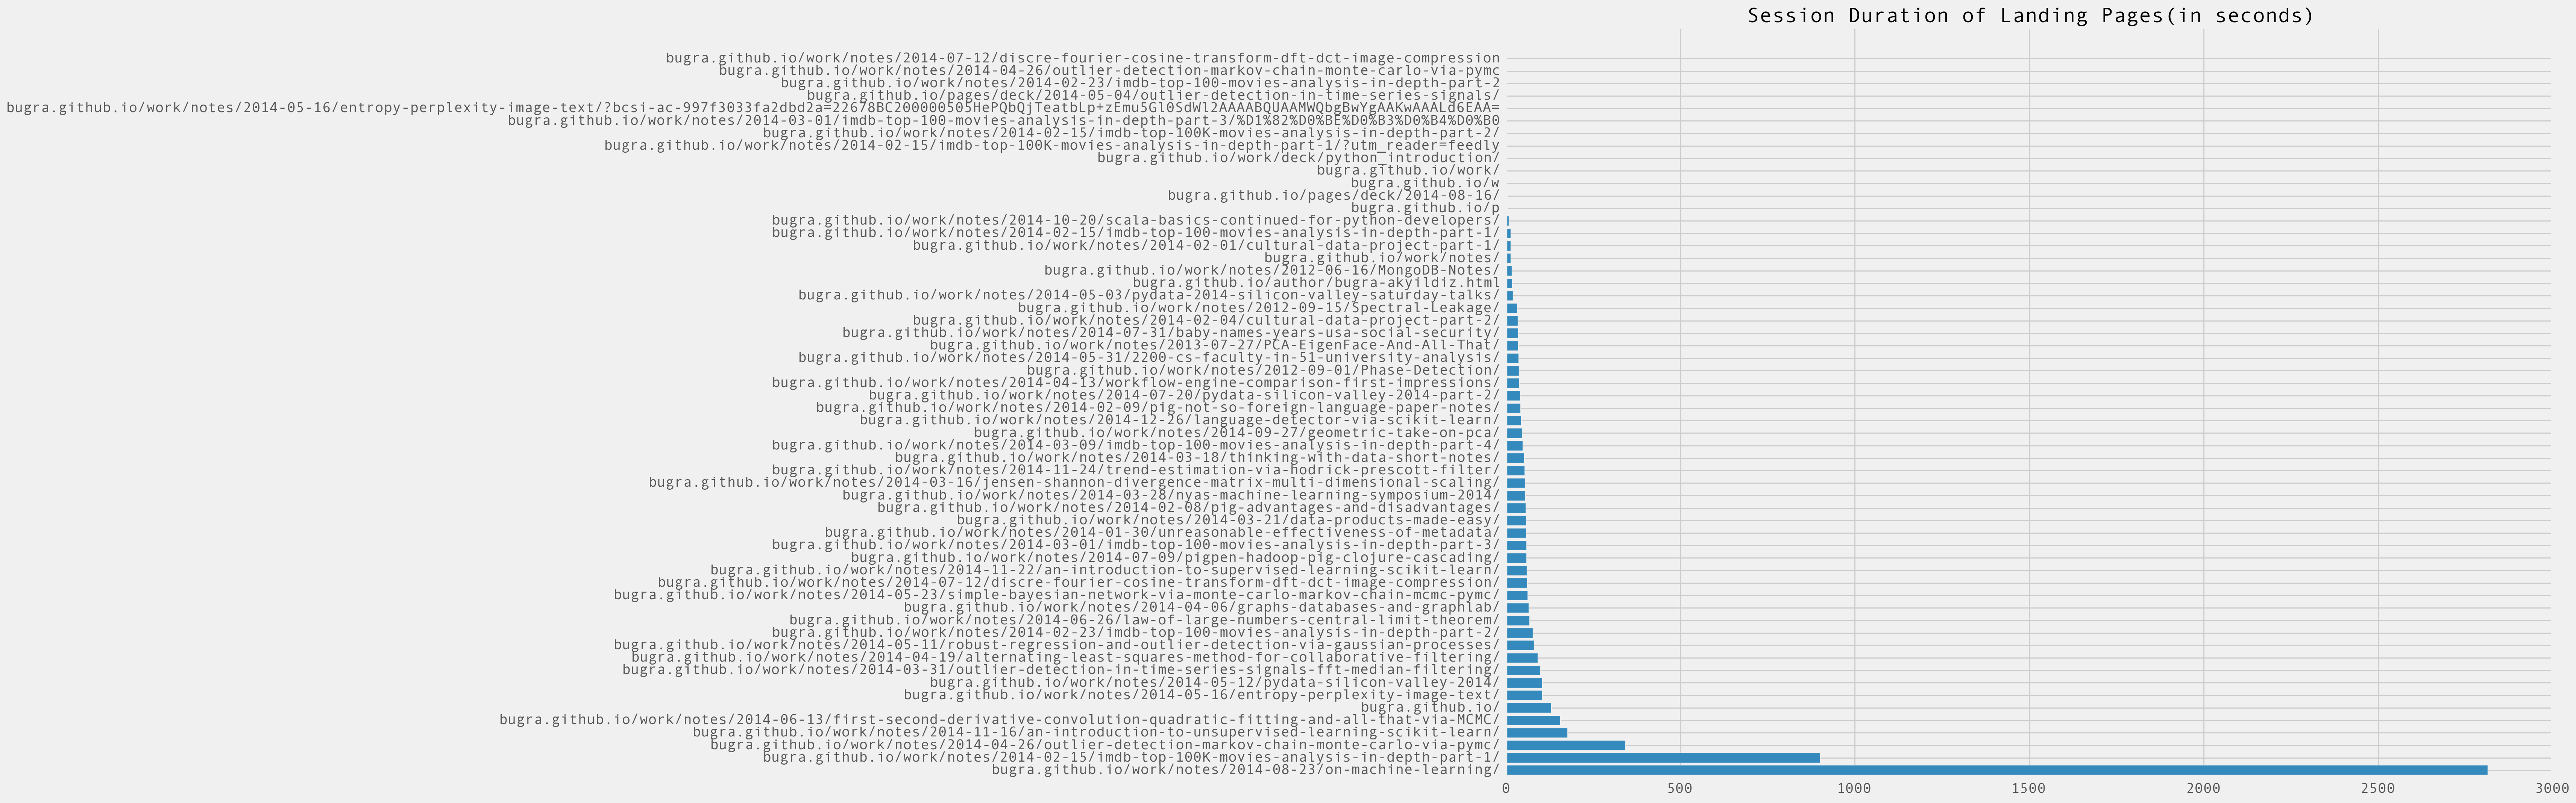 Session Duration of Landing Pages(in seconds)
bugra.github.io/work/notes/2014-07-12/discre-fourier-cosine-transform-dft-dct-image-compression
bugra.github.io/work/notes/2014-04-26/outlier-detection-markov-chain-monte-carlo-via-pymc
bugra.github.io/work/notes/2014-02-23/imdb-top-100-movies-analysis-in-depth-part-2
bugra.github.io/pages/deck/2014-05-04/outlier-detection-in-time-series-signals/
bugra.github.io/work/notes/2014-05-16/entropy-perplexity-image-text/?bcsi-ac-997f3033fa2dbd2a=22678BC200000505HePQbQjTeatbLp+zEmu5Gl0SdWl2AAAABQUAAMWQbgBwYgAAKwAAALd6EAA=
bugra.github.io/work/notes/2014-03-01/imdb-top-100-movies-analysis-in-depth-part-3/%D1%82%D0%BE%D0%B3%D0%B4%D0%B0
bugra.github.io/work/notes/2014-02-15/imdb-top-100K-movies-analysis-in-depth-part-2/
bugra.github.io/work/notes/2014-02-15/imdb-top-100K-movies-analysis-in-depth-part-1/?utm_reader=feedly
bugra.github.io/work/deck/python_introduction/
bugra.github.io/work/
bugra.github.io/w
bugra.github.io/pages/deck/2014-08-16/
bugra.github.io/p
bugra.github.io/work/notes/2014-10-20/scala-basics-continued-for-python-developers/
bugra.github.io/work/notes/2014-02-15/imdb-top-100-movies-analysis-in-depth-part-1/
bugra.github.io/work/notes/2014-02-01/cultural-data-project-part-1/
bugra.github.io/work/notes/
bugra.github.io/work/notes/2012-06-16/MongoDB-Notes/
bugra.github.io/author/bugra-akyildiz.html
bugra.github.io/work/notes/2014-05-03/pydata-2014-silicon-valley-saturday-talks/
bugra.github.io/work/notes/2012-09-15/Spectral-Leakage/
bugra.github.io/work/notes/2014-02-04/cultural-data-project-part-2/
bugra.github.io/work/notes/2014-07-31/baby-names-years-usa-social-security/
bugra.github.io/work/notes/2013-07-27/PCA-EigenFace-And-All-That/
bugra.github.io/work/notes/2014-05-31/2200-cs-faculty-in-51-university-analysis/
bugra.github.io/work/notes/2012-09-01/Phase-Detection/
bugra.github.io/work/notes/2014-04-13/workflow-engine-comparison-first-impressions/
bugra.github.io/work/notes/2014-07-20/pydata-silicon-valley-2014-part-2/
bugra.github.io/work/notes/2014-02-09/pig-not-so-foreign-language-paper-notes/
bugra.github.io/work/notes/2014-12-26/language-detector-via-scikit-learn/
bugra.github.io/work/notes/2014-09-27/geometric-take-on-pca/
bugra.github.io/work/notes/2014-03-09/imdb-top-100-movies-analysis-in-depth-part-4/
bugra.github.io/work/notes/2014-03-18/thinking-with-data-short-notes/
bugra.github.io/work/notes/2014-11-24/trend-estimation-via-hodrick-prescott-filter/
bugra.github.io/work/notes/2014-03-16/jensen-shannon-divergence-matrix-multi-dimensional-scaling/
bugra.github.io/work/notes/2014-03-28/nyas-machine-learning-symposium-2014/
bugra.github.io/work/notes/2014-02-08/pig-advantages-and-disadvantages/
bugra.github.io/work/notes/2014-03-21/data-products-made-easy/
bugra.github.io/work/notes/2014-01-30/unreasonable-effectiveness-of-metadata/
bugra.github.io/work/notes/2014-03-01/imdb-top-100-movies-analysis-in-depth-part-3/
bugra.github.io/work/notes/2014-07-09/pigpen-hadoop-pig-clojure-cascading/
bugra.github.io/work/notes/2014-11-22/an-introduction-to-supervised-learning-scikit-learn/
bugra.github.io/work/notes/2014-07-12/discre-fourier-cosine-transform-dft-dct-image-compression/
bugra.github.io/work/notes/2014-05-23/simple-bayesian-network-via-monte-carlo-markov-chain-mcmc-pymc/
bugra.github.io/work/notes/2014-04-06/graphs-databases-and-graphlab/
bugra.github.io/work/notes/2014-06-26/law-of-large-numbers-central-limit-theorem/
bugra.github.io/work/notes/2014-02-23/imdb-top-100-movies-analysis-in-depth-part-2/
bugra.github.io/work/notes/2014-05-11/robust-regression-and-outlier-detection-via-gaussian-processes/
bugra.github.io/work/notes/2014-04-19/alternating-least-squares-method-for-collaborative-filtering/
bugra.github.io/work/notes/2014-03-31/outlier-detection-in-time-series-signals-fft-median-filtering/
bugra.github.io/work/notes/2014-05-12/pydata-silicon-valley-2014/
bugra.github.io/work/notes/2014-05-16/entropy-perplexity-image-text/
bugra.github.io/
bugra.github.io/work/notes/2014-06-13/first-second-derivative-convolution-quadratic-fitting-and-all-that-via-MCMC/
bugra.github.io/work/notes/2014-11-16/an-introduction-to-unsupervised-learning-scikit-learn/
bugra.github.io/work/notes/2014-04-26/outlier-detection-markov-chain-monte-carlo-via-pymc/
bugra.github.io/work/notes/2014-02-15/imdb-top-100K-movies-analysis-in-depth-part-1/
bugra.github.io/work/notes/2014-08-23/on-machine-learning/
0 500 1000 1500 2000 2500 3000